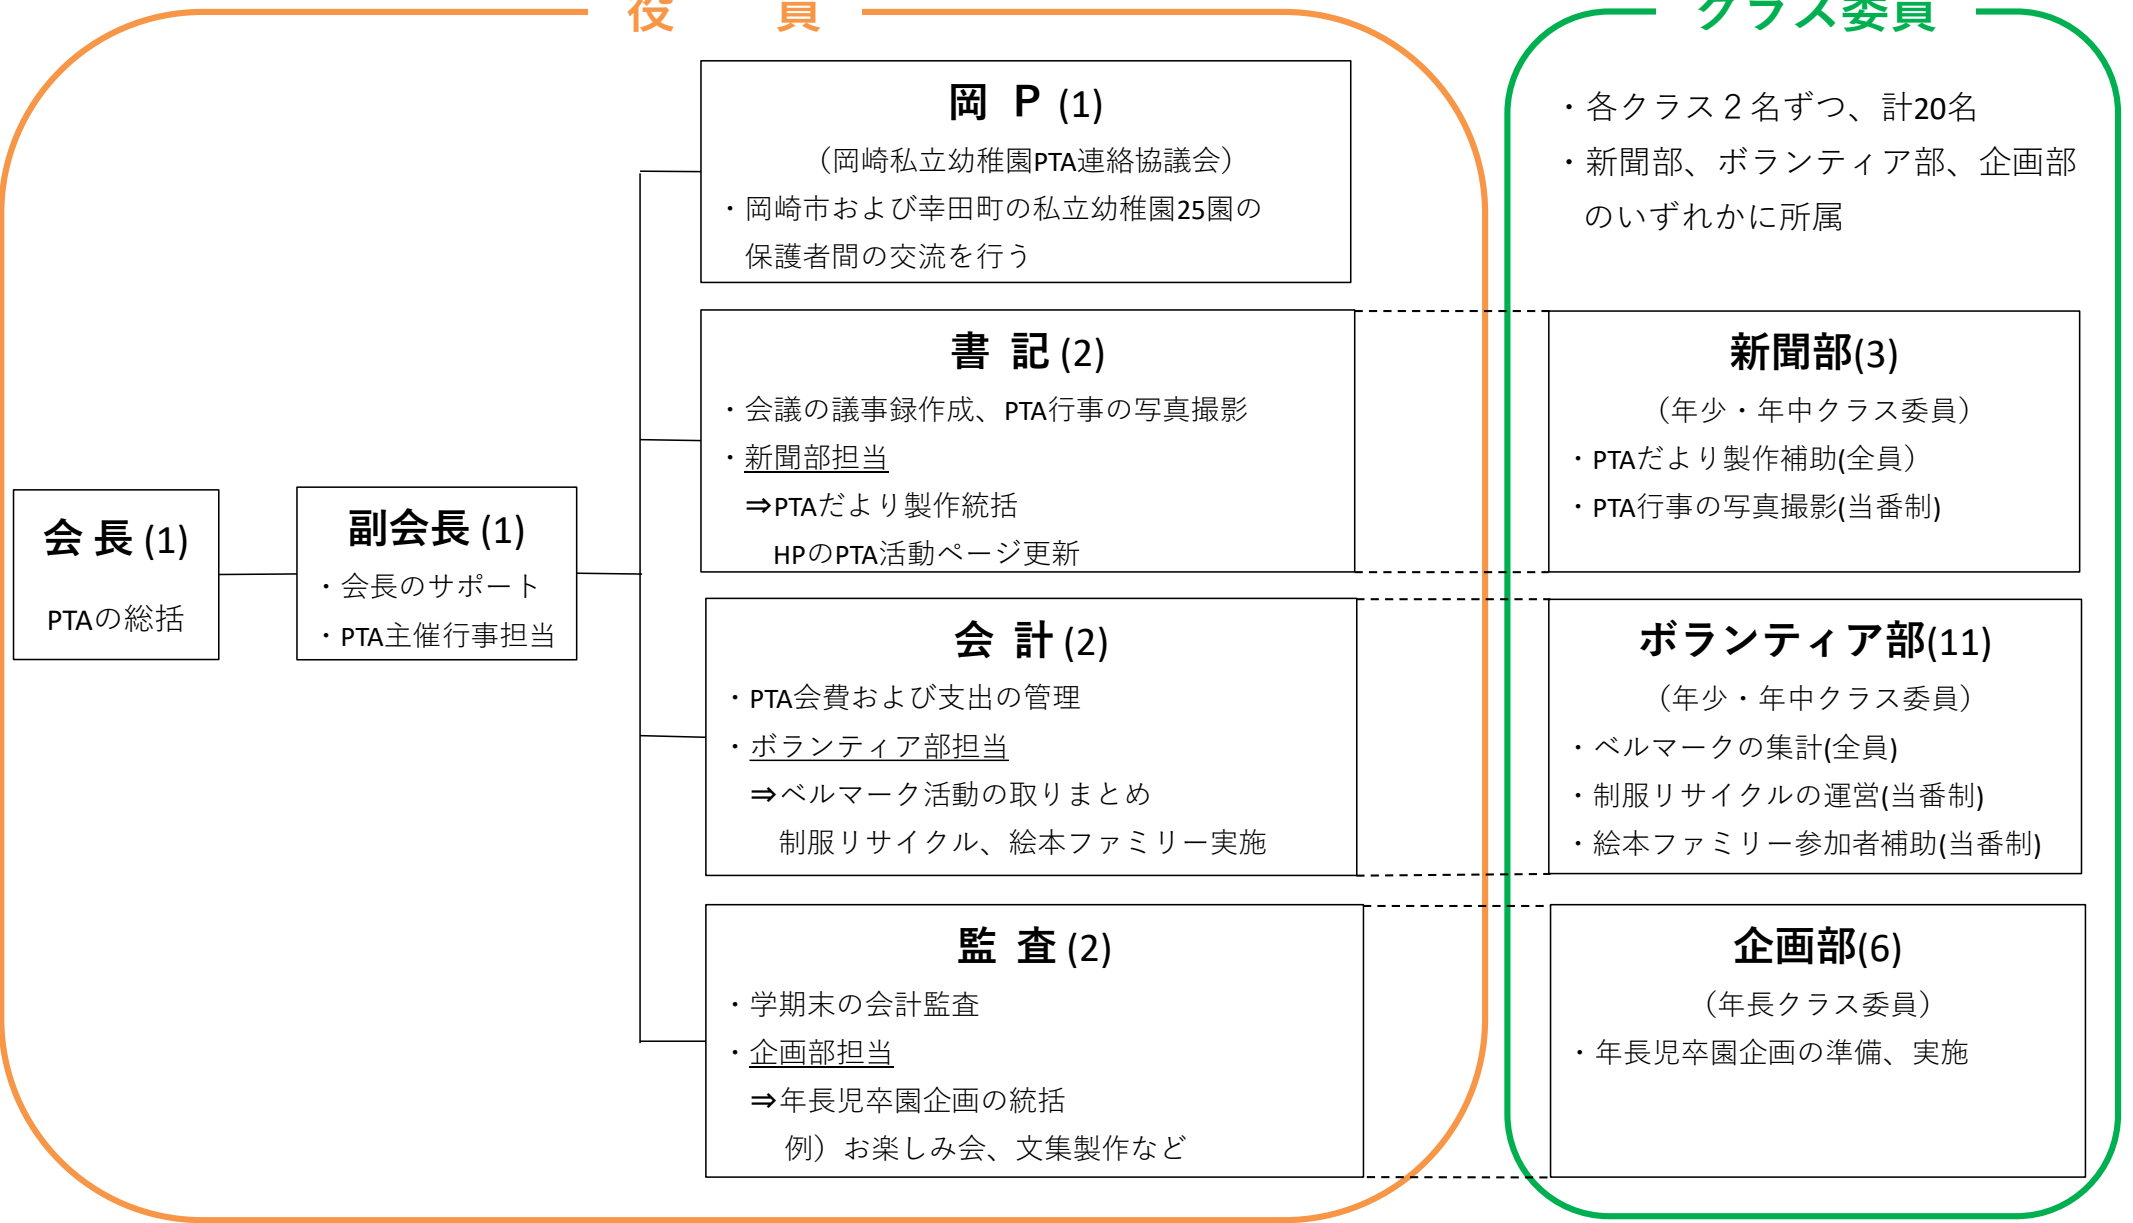 役　員
岡 P (1)
（岡崎私立幼稚園PTA連絡協議会）
・岡崎市および幸田町の私立幼稚園25園の
保護者間の交流を行う
書 記 (2)
・会議の議事録作成、PTA行事の写真撮影
・新聞部担当
⇒PTAだより製作統括
HPのPTA活動ページ更新
会 長 (1)
PTAの総括
副会長 (1)
・会長のサポート
・PTA主催行事担当
会 計 (2)
・PTA会費および支出の管理
・ボランティア部担当
⇒ベルマーク活動の取りまとめ
制服リサイクル、絵本ファミリー実施
監 査 (2)
・学期末の会計監査
・企画部担当
⇒年長児卒園企画の統括
例）お楽しみ会、文集製作など
クラス委員
・各クラス２名ずつ、計20名
・新聞部、ボランティア部、企画部
のいずれかに所属
新聞部(3)
（年少・年中クラス委員）
・PTAだより製作補助(全員）
・PTA行事の写真撮影(当番制)
ボランティア部(11)
（年少・年中クラス委員）
・ベルマークの集計(全員)
・制服リサイクルの運営(当番制)
・絵本ファミリー参加者補助(当番制)
企画部(6)
（年長クラス委員）
・年長児卒園企画の準備、実施